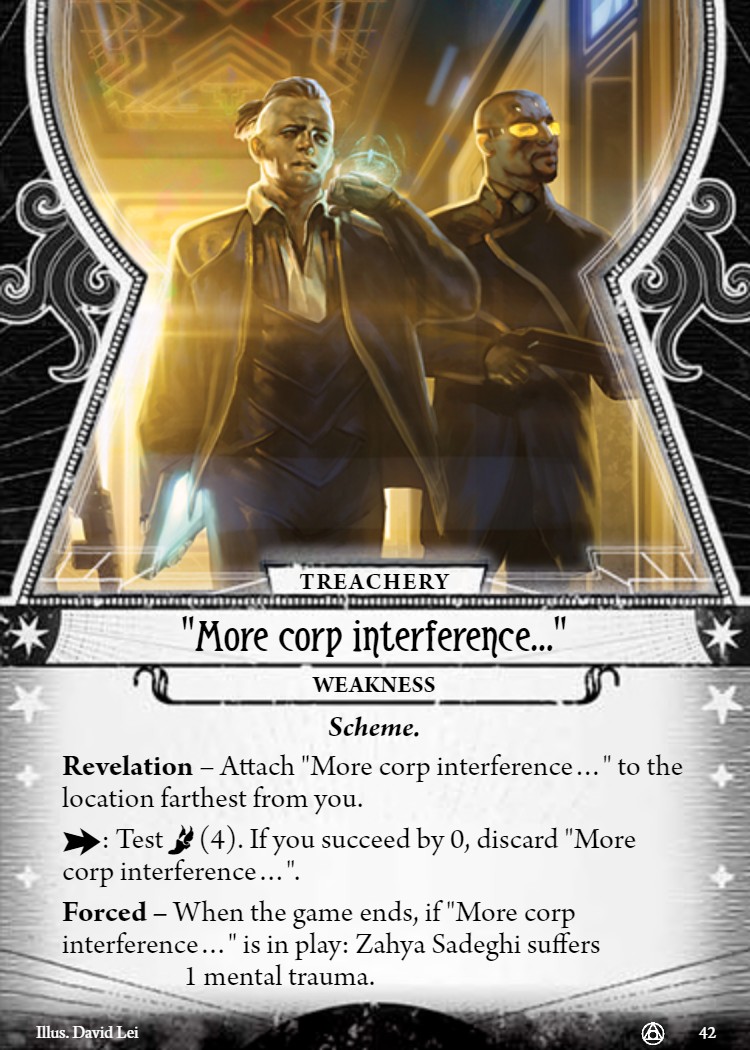 TREACHERY
"More corp interference..."
WEAKNESS
Scheme.
Revelation – Attach "More corp interference…" to the
location farthest from you.
: Test (4). If you succeed by 0, discard "More
corp interference…".
Forced – When the game ends, if "More corp
interference…" is in play: Zahya Sadeghi suffers
1 mental trauma.
Illus. David Lei
42